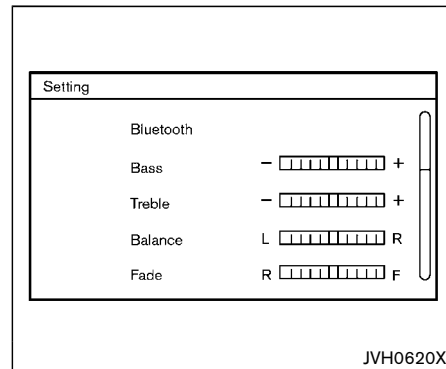 Setting
Bluetooth
Bass - +
Treble - +
Balance L R
Fade R F
JVH0620X